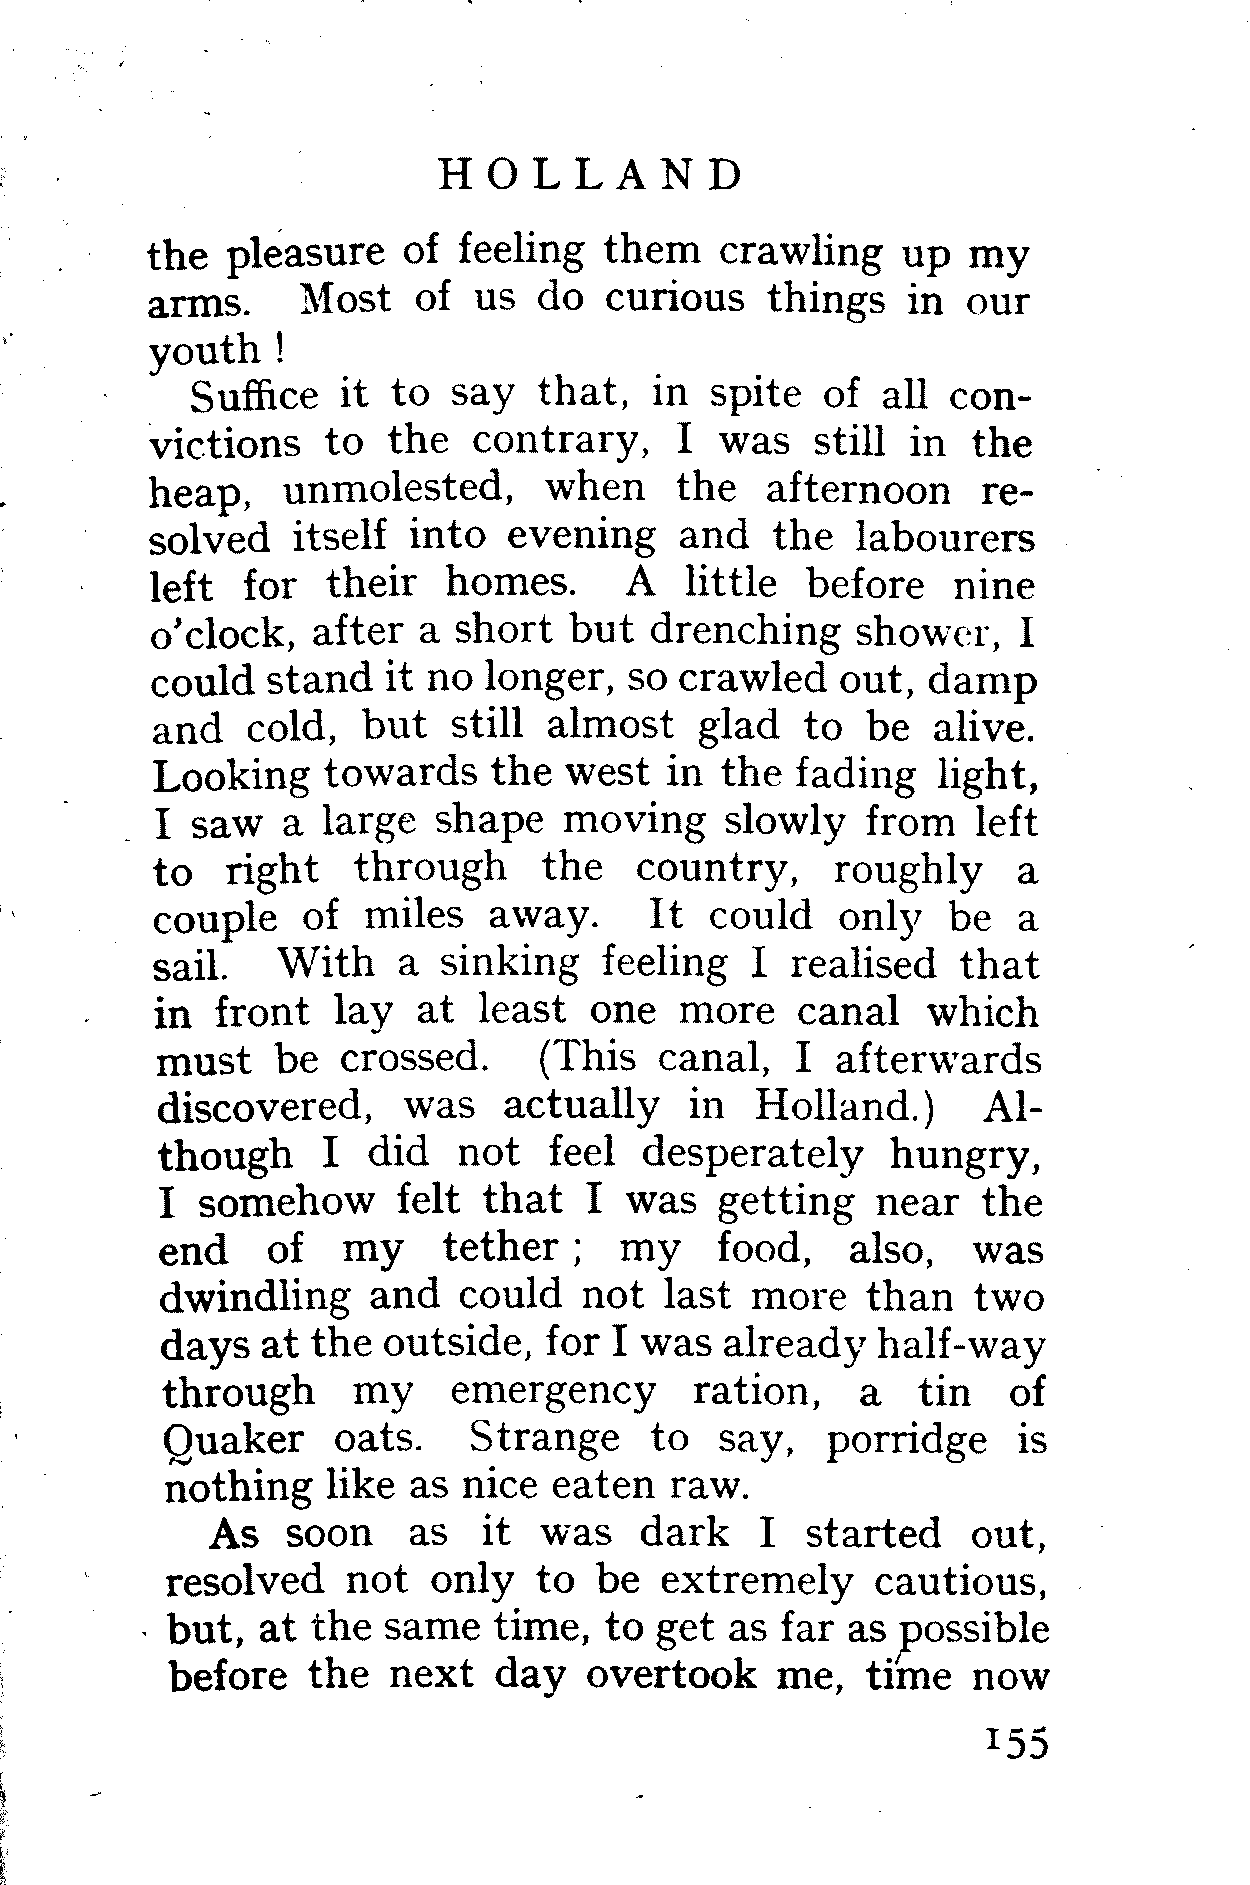 HOLLAND
the pleasure of feeling them crawling up my
arms. Most of us do curious things in our
youth !
Suffice it to say that, in spite of all con-
victions to the contrary, I was still in the
heap, unmolested, when the afternoon re-
solved itself into evening and the labourers
left for their homes. A little before nine
o'clock, after a short but drenching shower, I
could stand it no longer, so crawled out, damp
and cold, but still almost glad to be alive.
Looking towards the west in the fading light,
I saw a large shape moving slowly from left
to right through the country, roughly a
couple of miles away. It could only be a
sail. With a sinking feeling I realised that
in front lay at least one more canal which
must be crossed. (This canal, I afterwards
discovered, was actually in Holland.) Al-
though I did not feel desperately hungry,
I somehow felt that I was getting near the
end of my tether ; my food, also, was
dwindling and could not last more than two
days at the outside, for I was already half-way
through my emergency ration, a tin of
Quaker oats. Strange to say, porridge is
nothing like as nice eaten raw.
As soon as it was dark I started out,
resolved not only to be extremely cautious,
but, at the same time, to get as far as possible
before the next day overtook me, time now
155